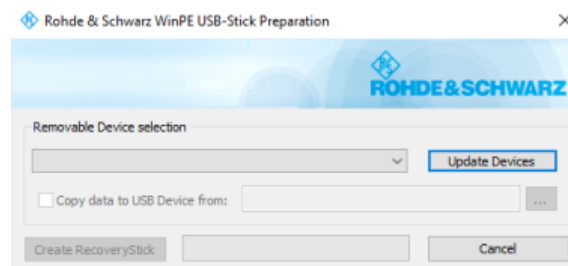 Rohde & Schwarz WinPE USB-Stick Preparation
ROHDE&SCHWARZ
Removable Device selection
Update Devices
Copy data to USB Device from:
...
Create RecoveryStick
Cancel